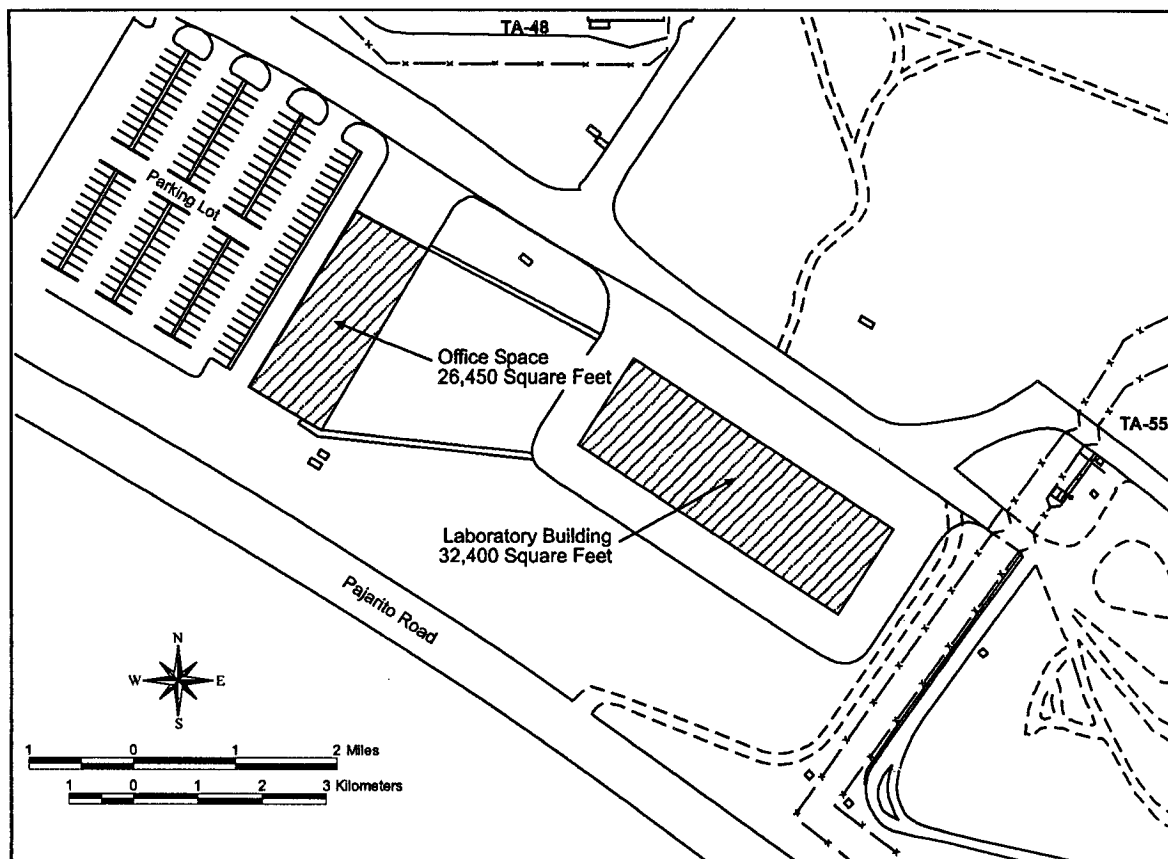 TA-48
Parking Lot
Office Space
26,450 Square Feet
TA-55
Laboratory Building
32,400 Square Feet
Pajarito Road
N
W E
S
1 0 1 2 Miles
1 0 1 2 3 Kilometers